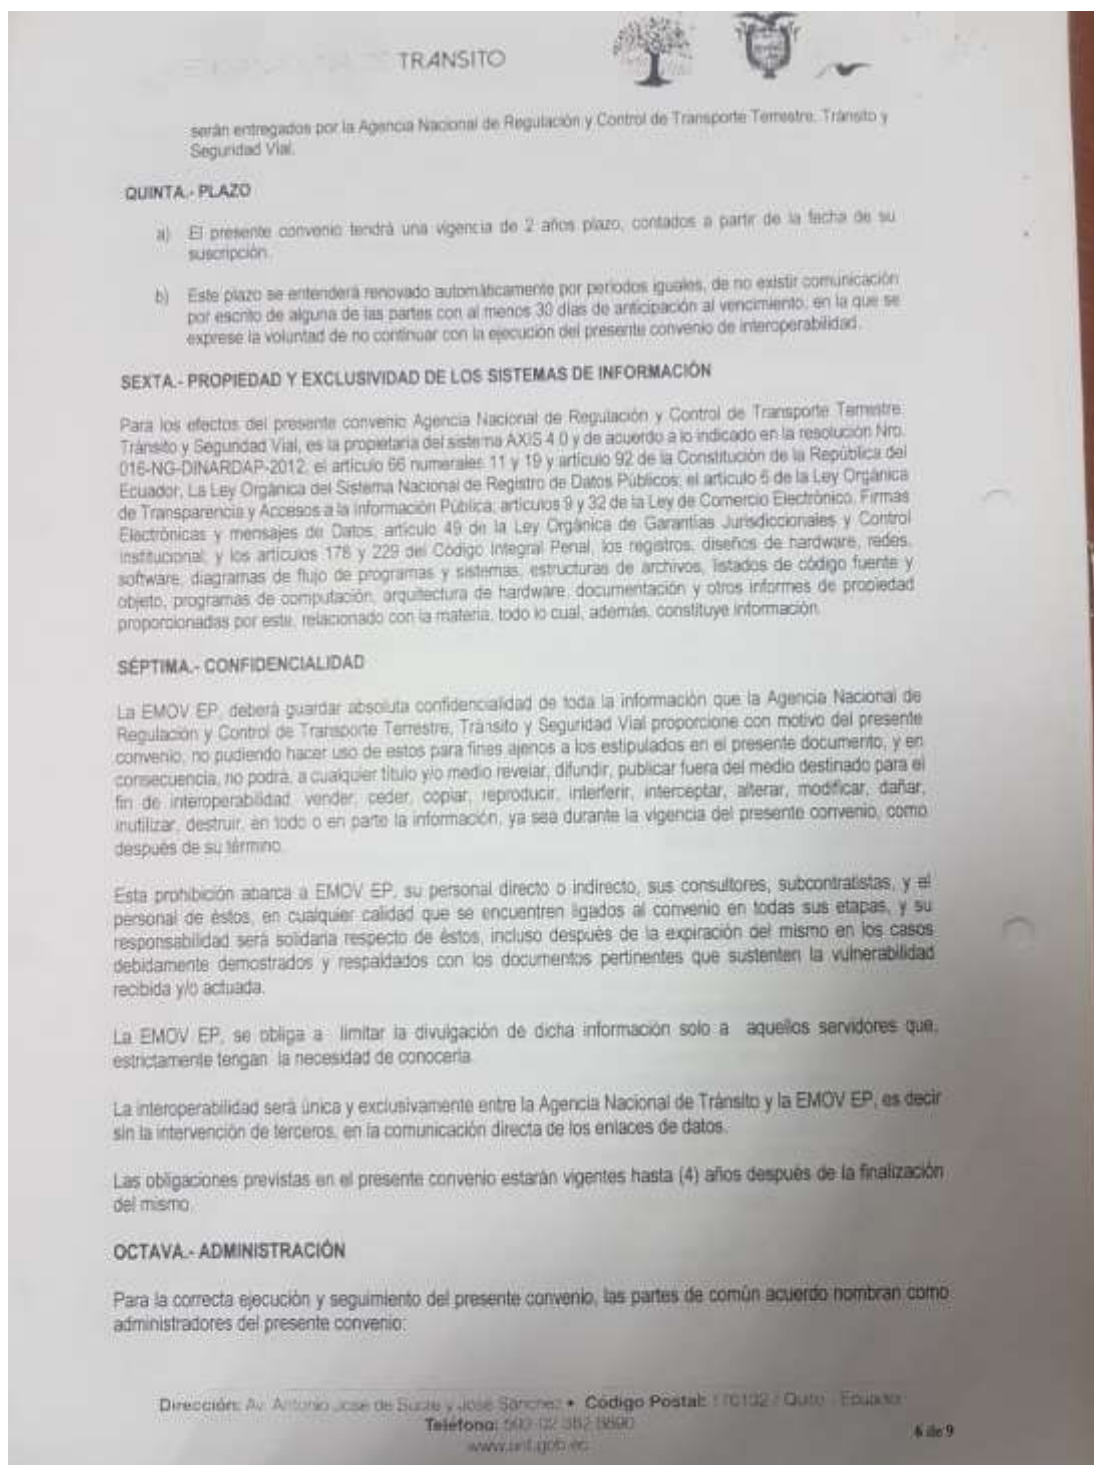 TRANSITO
serán entregados por la Agencia Nacional de Regulación y Control de Transporte Terrestre, Tránsito y
Seguridad Vial.
QUINTA.- PLAZO
a) El presente convenio tendrá una vigencia de 2 años plazo, contados a partir de la fecha de su
suscripción.
b) Este plazo se entenderá renovado automáticamente por periodos iguales, de no existir comunicación
por escrito de alguna de las partes con al menos 30 días de anticipación al vencimiento, en la que se
exprese la voluntad de no continuar con la ejecución del presente convenio de interoperabilidad.
SEXTA.- PROPIEDAD Y EXCLUSIVIDAD DE LOS SISTEMAS DE INFORMACIÓN
Para los efectos del presente convenio Agencia Nacional de Regulación y Control de Transporte Terrestre,
Tránsito y Seguridad Vial, es la propietaria del sistema AXIS 4.0 y de acuerdo a lo indicado en la resolución Nro.
016-NG-DINARDAP-2012, el artículo 66 numerales 11 y 19 y artículo 92 de la Constitución de la República del
Ecuador, La Ley Orgánica del Sistema Nacional de Registro de Datos Públicos; el artículo 6 de la Ley Orgánica
de Transparencia y Accesos a la Información Pública; artículos 9 y 32 de la Ley de Comercio Electrónico, Firmas
Electrónicas y mensajes de Datos; artículo 49 de la Ley Orgánica de Garantías Jurisdiccionales y Control
Institucional; y los artículos 178 y 229 del Código Integral Penal, los registros, diseños de hardware, redes,
software, diagramas de flujo de programas y sistemas, estructuras de archivos, listados de código fuente y
objeto, programas de computación, arquitectura de hardware, documentación y otros informes de propiedad
proporcionadas por este, relacionado con la materia, todo lo cual, además, constituye información.
SÉPTIMA.- CONFIDENCIALIDAD
La EMOV EP, deberá guardar absoluta confidencialidad de toda la información que la Agencia Nacional de
Regulación y Control de Transporte Terrestre, Tránsito y Seguridad Vial proporcione con motivo del presente
convenio, no pudiendo hacer uso de estos para fines ajenos a los estipulados en el presente documento, y en
consecuencia, no podrá, a cualquier título y/o medio revelar, difundir, publicar fuera del medio destinado para el
fin de interoperabilidad, vender, ceder, copiar, reproducir, interferir, interceptar, alterar, modificar, dañar,
inutilizar, destruir, en todo o en parte la información, ya sea durante la vigencia del presente convenio, como
después de su término.
Esta prohibición abarca a EMOV EP, su personal directo o indirecto, sus consultores, subcontratistas, y el
personal de éstos, en cualquier calidad que se encuentren ligados al convenio en todas sus etapas, y su
responsabilidad será solidaria respecto de éstos, incluso después de la expiración del mismo en los casos
debidamente demostrados y respaldados con los documentos pertinentes que sustenten la vulnerabilidad
recibida y/o actuada.
La EMOV EP, se obliga a limitar la divulgación de dicha información solo a aquellos servidores que,
estrictamente tengan la necesidad de conocerla.
La interoperabilidad será única y exclusivamente entre la Agencia Nacional de Tránsito y la EMOV EP, es decir
sin la intervención de terceros, en la comunicación directa de los enlaces de datos.
Las obligaciones previstas en el presente convenio estarán vigentes hasta (4) años después de la finalización
del mismo.
OCTAVA.- ADMINISTRACIÓN
Para la correcta ejecución y seguimiento del presente convenio, las partes de común acuerdo nombran como
administradores del presente convenio:
Dirección: Av. Antonio José de Sucre y José Sánchez • Código Postal: 170102 / Quito - Ecuador
Teléfono: 593-02 382 8890
www.ant.gob.ec
6 de 9